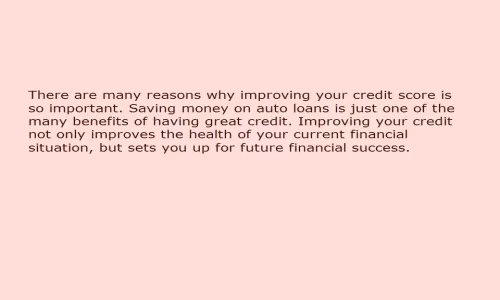 There are many reasons why improving your credit score is
so important. Saving money on auto loans is just one of the
many benefits of having great credit. Improving your credit
not only improves the health of your current financial
situation, but sets you up for future financial success.